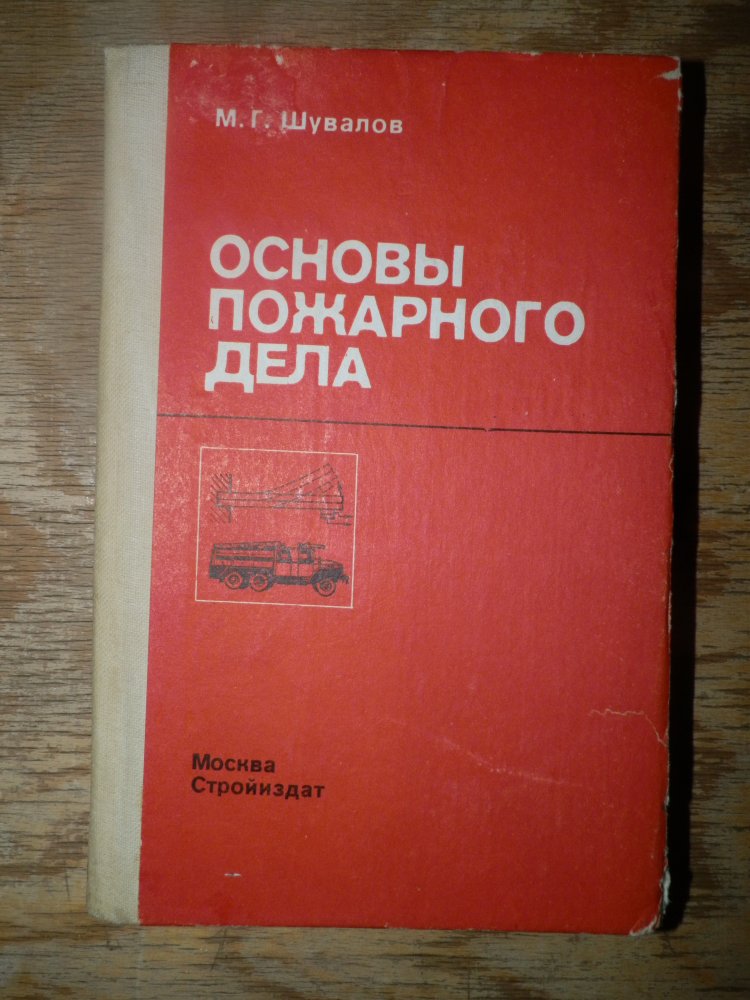 М. Г. Шувалов
ОСНОВЫ
ПОЖАРНОГО
ДЕЛА
Москва
Стройиздат